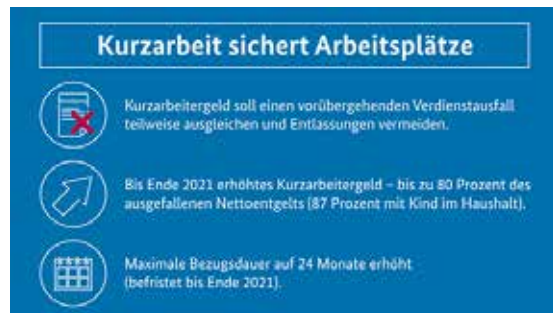 Kurzarbeit sichert Arbeitsplätze
Kurzarbeitergeld soll einen vorübergehenden Verdienstausfall
teilweise ausgleichen und Entlassungen vermeiden.
Bis Ende 2021 erhöhtes Kurzarbeitergeld – bis zu 80 Prozent des
ausgefallenen Nettoentgelts (87 Prozent mit Kind im Haushalt).
Maximale Bezugsdauer auf 24 Monate erhöht
(befristet bis Ende 2021).